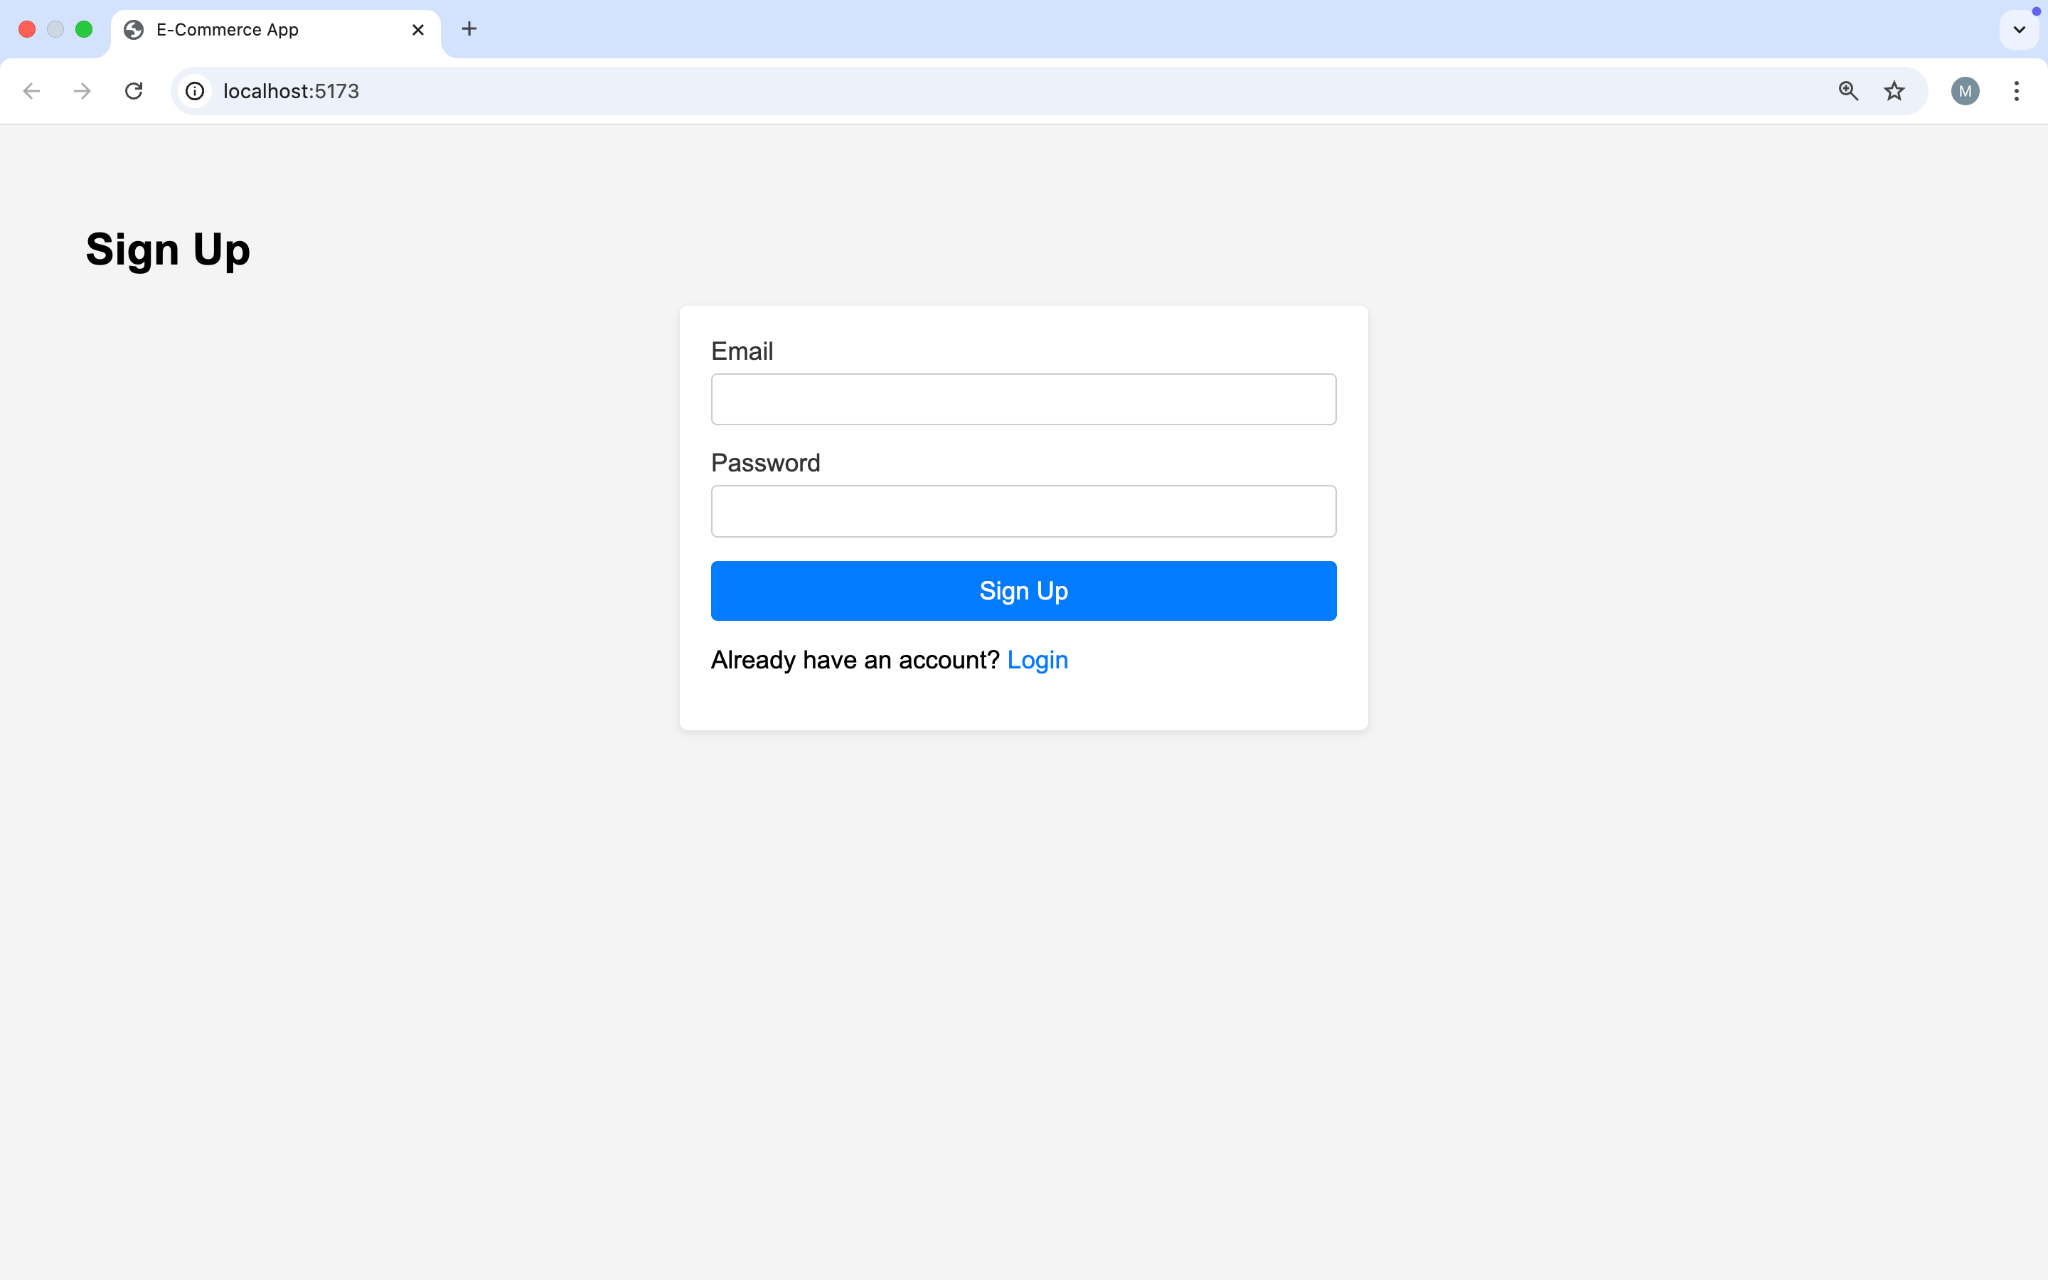 E-Commerce App
localhost:5173
M
Sign Up
Email
Password
Sign Up
Already have an account? Login